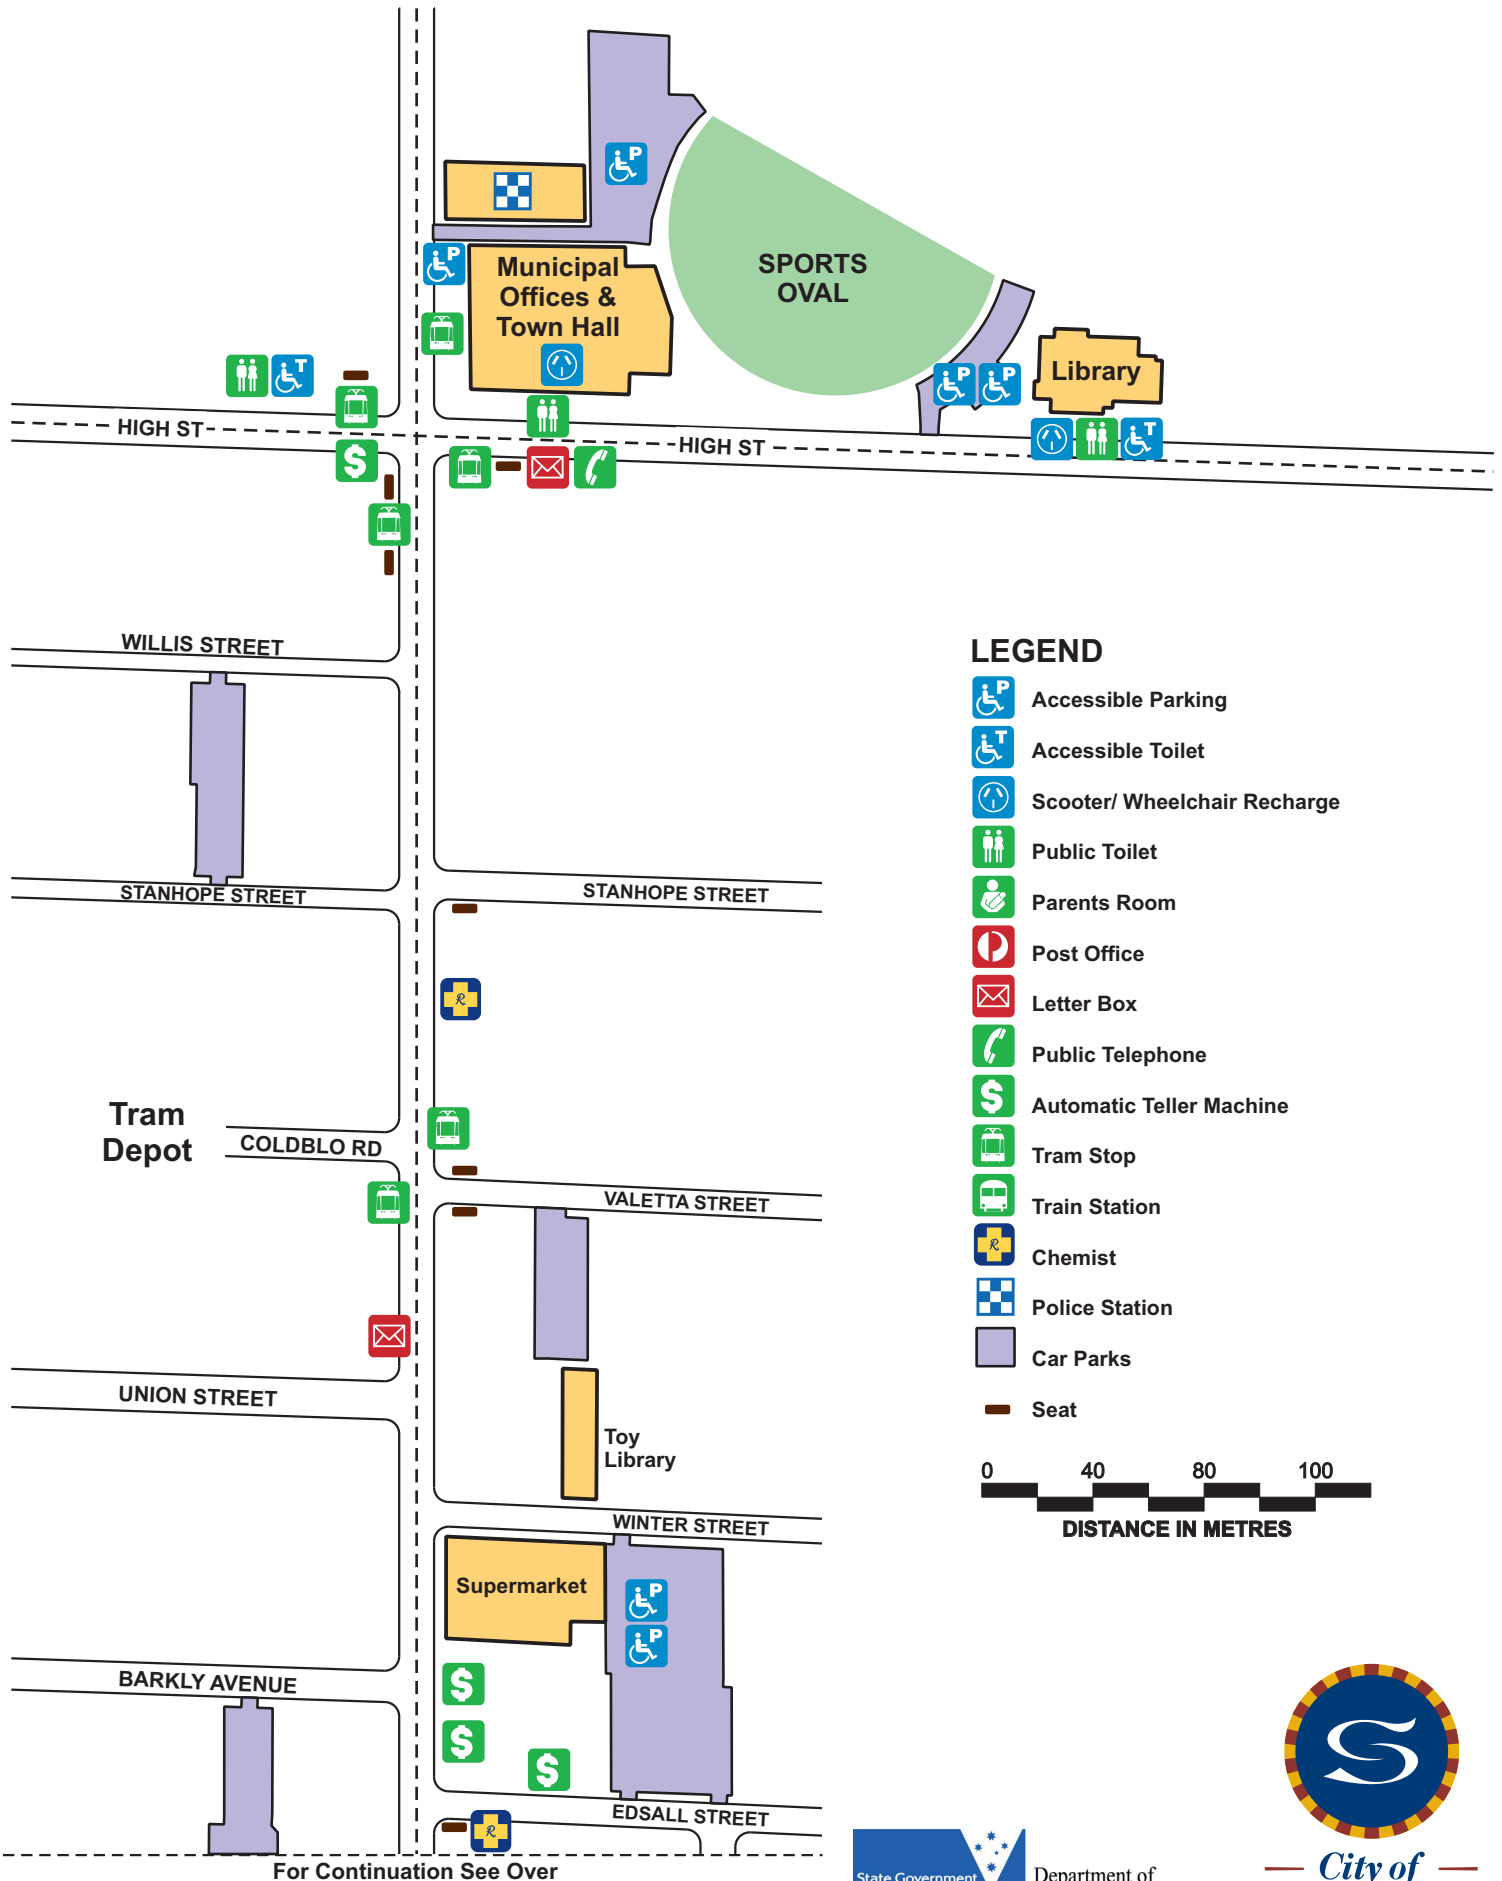 P
P
Municipal
Offices &
Town Hall
SPORTS
OVAL
T
P
P
Library
HIGH ST
HIGH ST
$
T
WILLIS STREET
STANHOPE STREET
STANHOPE STREET
R
Tram
Depot
COLDBLO RD
VALETTA STREET
UNION STREET
Toy
Library
WINTER STREET
Supermarket
P
P
BARKLY AVENUE
$
$
$
EDSALL STREET
R
For Continuation See Over
LEGEND
P Accessible Parking
T Accessible Toilet
Scooter/ Wheelchair Recharge
Public Toilet
Parents Room
Post Office
Letter Box
Public Telephone
$ Automatic Teller Machine
Tram Stop
Train Station
R Chemist
Police Station
Car Parks
Seat
0 40 80 100
DISTANCE IN METRES
State Government
Department of
S
City of